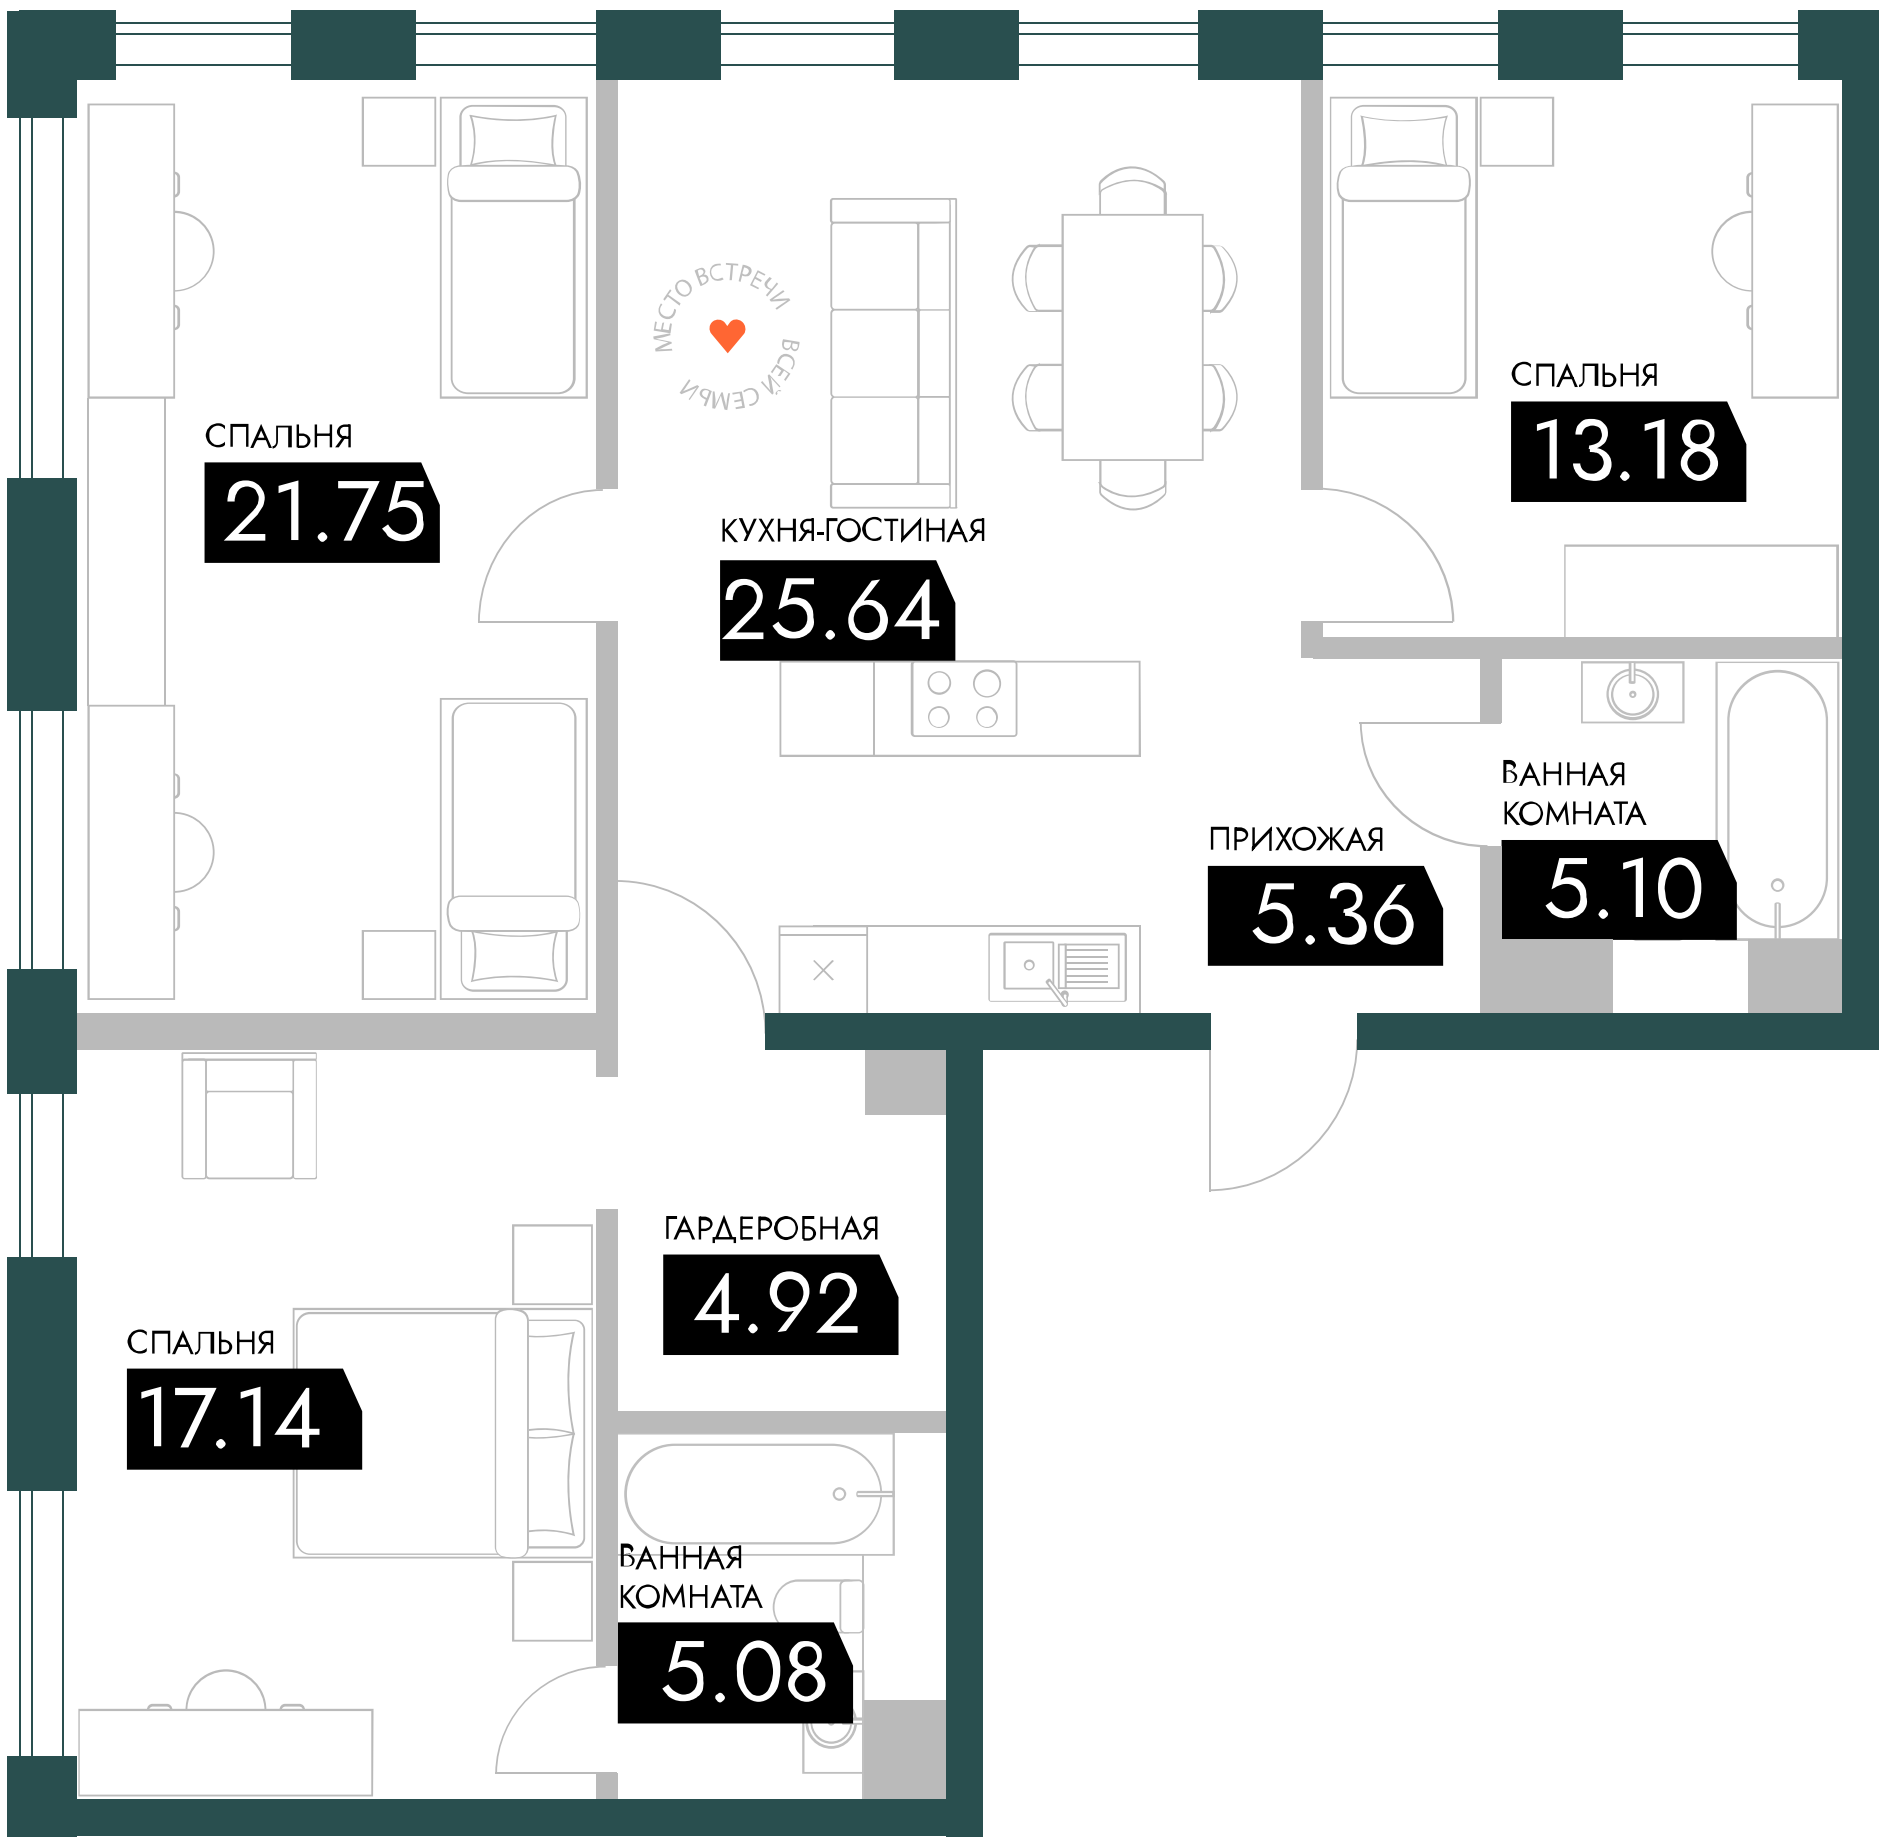 МЕСТО ВСТРЕЧИ
ВСЕЙ СЕМЬИ
СПАЛЬНЯ
13.18
СПАЛЬНЯ
21.75
КУХНЯ-ГОСТИНАЯ
25.64
ВАННАЯ
КОМНАТА
5.10
ПРИХОЖАЯ
5.36
ГАРДЕРОБНАЯ
4.92
СПАЛЬНЯ
17.14
ВАННАЯ
КОМНАТА
5.08